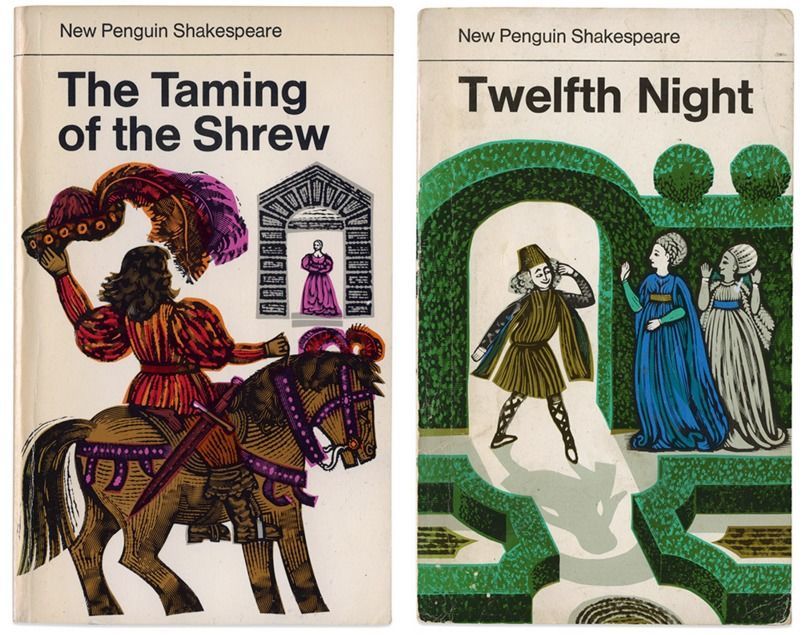 New Penguin Shakespeare
The Taming
of the Shrew
New Penguin Shakespeare
Twelfth Night